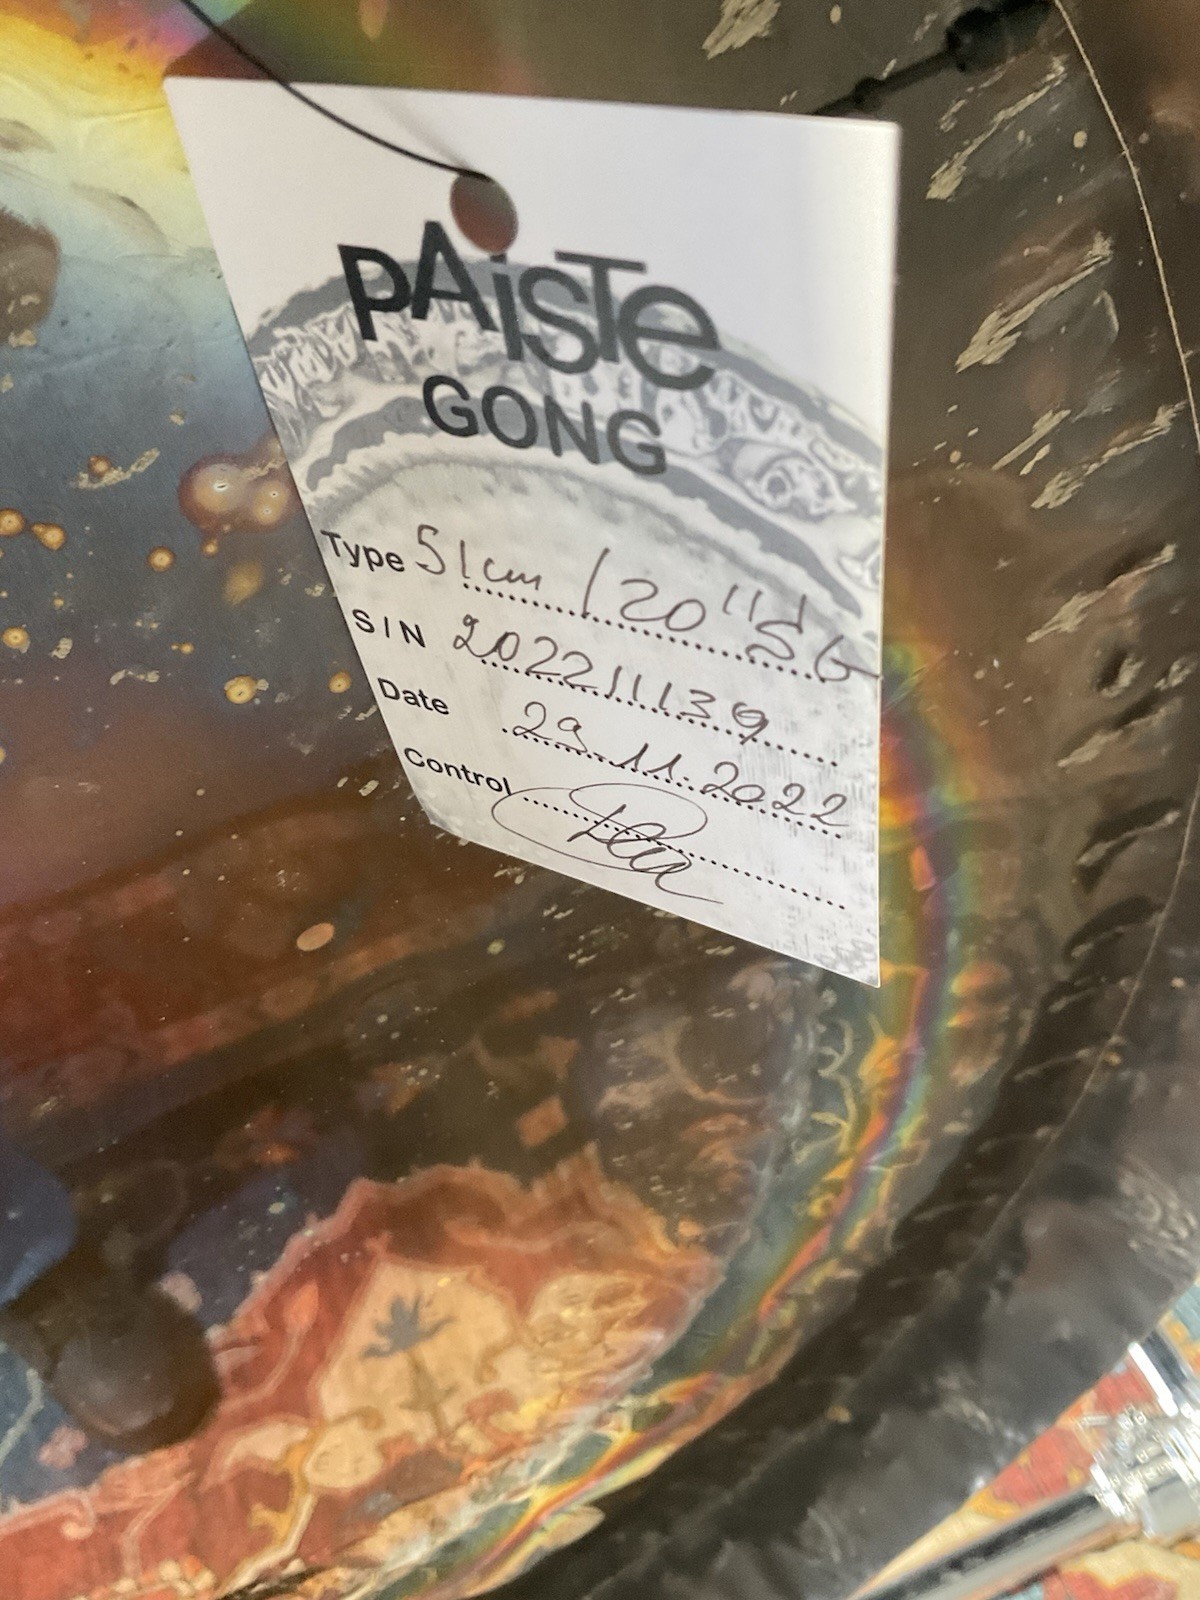 PAiSTe
GONG
Type 51cm / 20" SG
S/N 202211139
Date 29.11.2022
Control